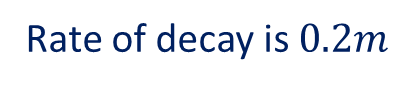 Rate of decay is 0.2m